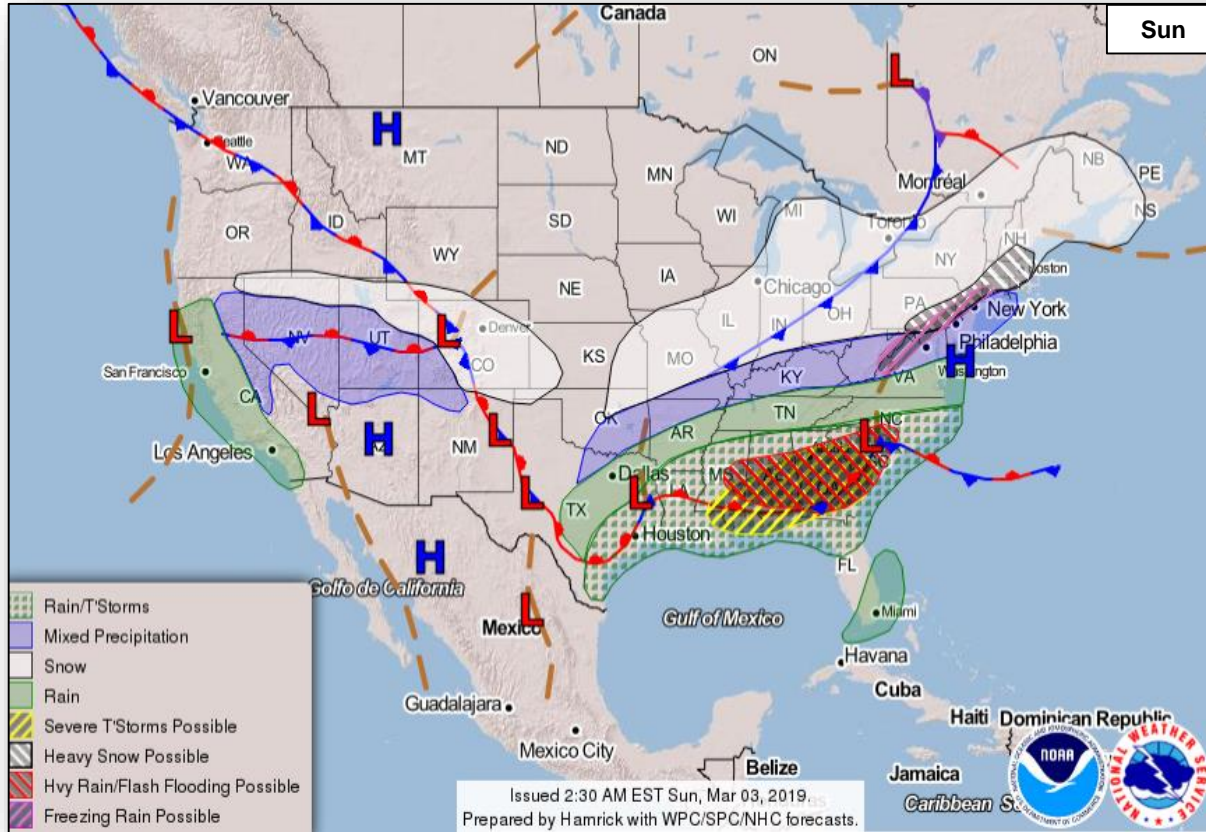 Canada
Sun
ON
L
Vancouver
H
Seattle
WA
MT
ND
MN
NB
PE
Montréal
NS
OR
ID
SD
WI
MI
Toronto
NH
WY
NY
Boston
NE
IA
Chicago
PA
New York
L
NV
UT
L
Denver
IL
IN
OH
Philadelphia
San Francisco
CO
KS
MO
H
Washington
CA
KY
VA
L
OK
TN
NC
Los Angeles
H
NM
L
AR
L
Dallas
MS
L
TX
L
LA
Houston
H
FL
Golfo de California
L
Gulf of Mexico
Miami
Mexico
Havana
Guadalajara
Cuba
Haiti
Dominican Republic
Mexico City
Belize
Jamaica
Caribbean
Rain/T'Storms
Mixed Precipitation
Snow
Rain
Severe T'Storms Possible
Heavy Snow Possible
Hvy Rain/Flash Flooding Possible
Freezing Rain Possible
Issued 2:30 AM EST Sun, Mar 03, 2019.
Prepared by Hamrick with WPC/SPC/NHC forecasts.
NOAA
NATIONAL WEATHER SERVICE